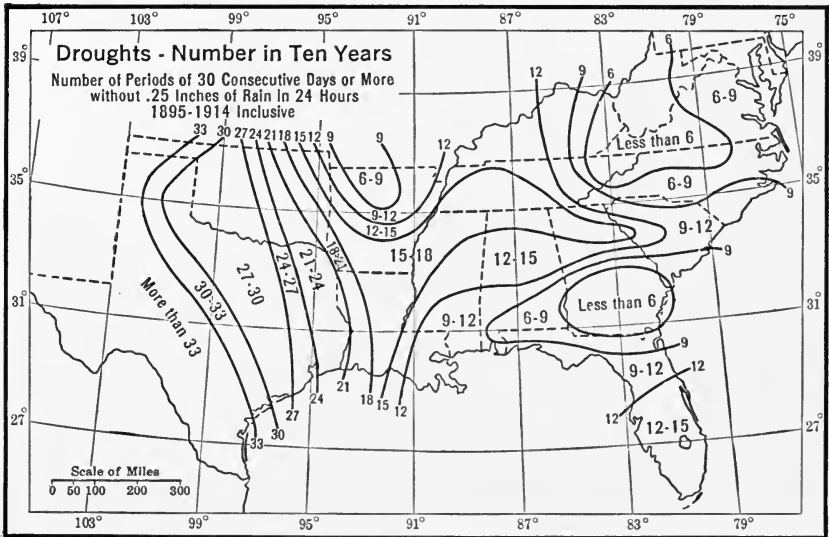 107° 103° 99° 95° 91° 87° 83° 79° 75°
39° 39°
Droughts - Number in Ten Years
Number of Periods of 30 Consecutive Days or More
without .25 Inches of Rain In 24 Hours
1895-1914 Inclusive
33 30 27 24 21 18 15 12 9 9 12 12 9 6 6
6-9
Less than 6
35° 35°
6-9
6-9
9
9-12
12-15
9-12
9
15-18
12-15
18-21
21-24
24-27
27-30
30-33
More than 33
31° 31°
Less than 6
6-9
9-12
9
9-12
12
12
12-15
21 18 15 12
24
27
30
33
27° 27°
Scale of Miles
0 50 100 200 300
103° 99° 95° 91° 87° 83° 79°